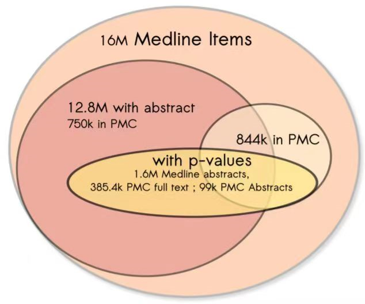 16M Medline Items
12.8M with abstract
750k in PMC
844k in PMC
with p-values
1.6M Medline abstracts,
385.4k PMC full text ; 99k PMC Abstracts